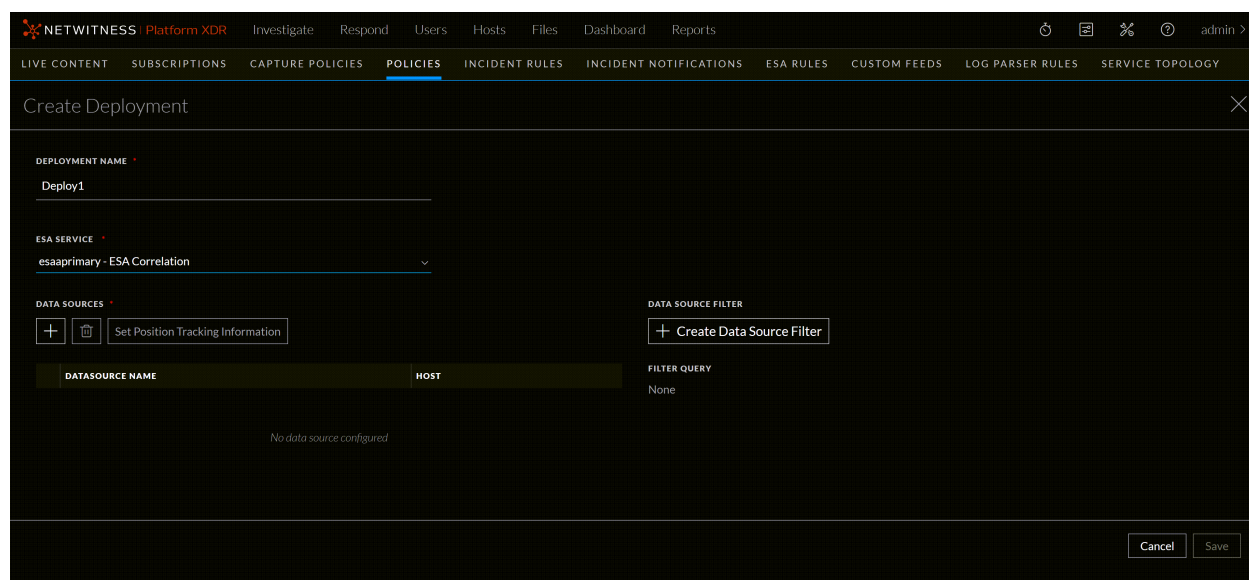 NETWITNESS | Platform XDR Investigate Respond Users Hosts Files Dashboard Reports admin >
LIVE CONTENT SUBSCRIPTIONS CAPTURE POLICIES POLICIES INCIDENT RULES INCIDENT NOTIFICATIONS ESA RULES CUSTOM FEEDS LOG PARSER RULES SERVICE TOPOLOGY
Create Deployment
DEPLOYMENT NAME *
Deploy1
ESA SERVICE *
esaaprimary - ESA Correlation
DATA SOURCES * DATA SOURCE FILTER
Set Position Tracking Information + Create Data Source Filter
DATASOURCE NAME HOST FILTER QUERY
None
No data source configured
Cancel Save